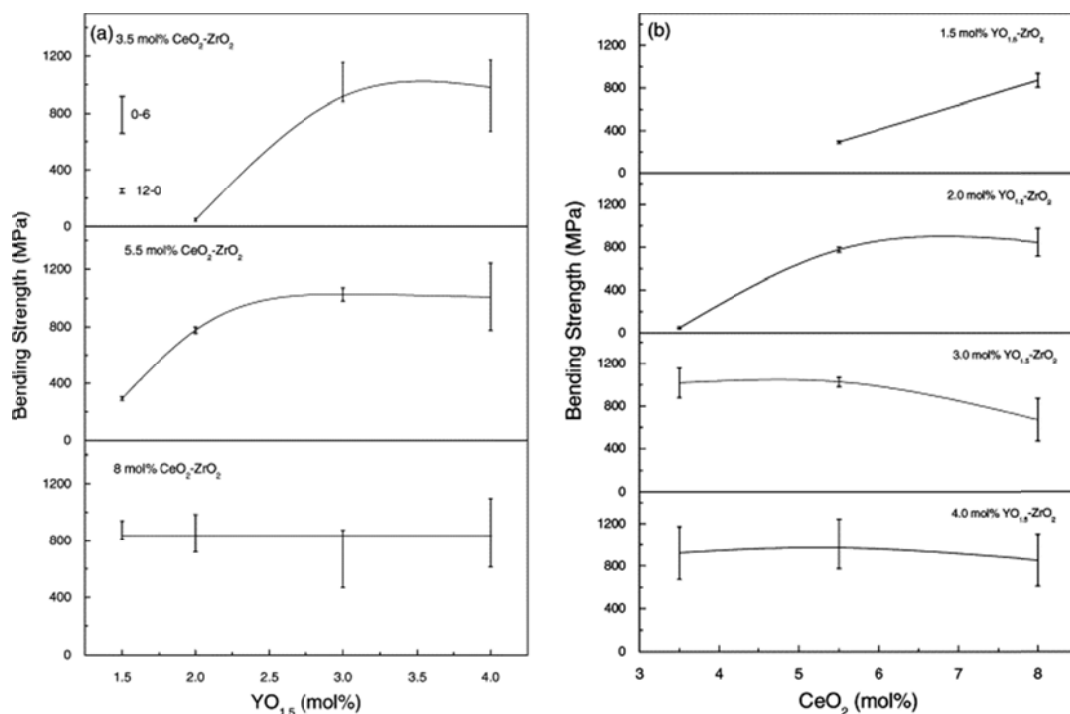 (a)
3.5 mol% CeO₂-ZrO₂
1200
800
400
0
0-6
12-0
5.5 mol% CeO₂-ZrO₂
1200
800
400
0
8 mol% CeO₂-ZrO₂
1200
800
400
0
1.5 2.0 2.5 3.0 3.5 4.0
YO₁.₅ (mol%)
Bending Strength (MPa)
(b)
1.5 mol% YO₁.₅-ZrO₂
1200
800
400
0
2.0 mol% YO₁.₅-ZrO₂
1200
800
400
0
3.0 mol% YO₁.₅-ZrO₂
1200
800
400
0
4.0 mol% YO₁.₅-ZrO₂
1200
800
400
0
3 4 5 6 7 8
CeO₂ (mol%)
Bending Strength (MPa)